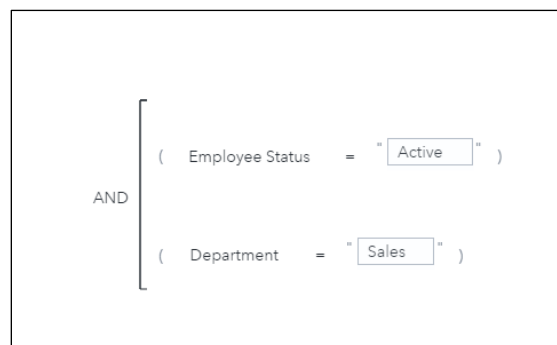 ( Employee Status = " Active " )
AND
( Department = " Sales " )